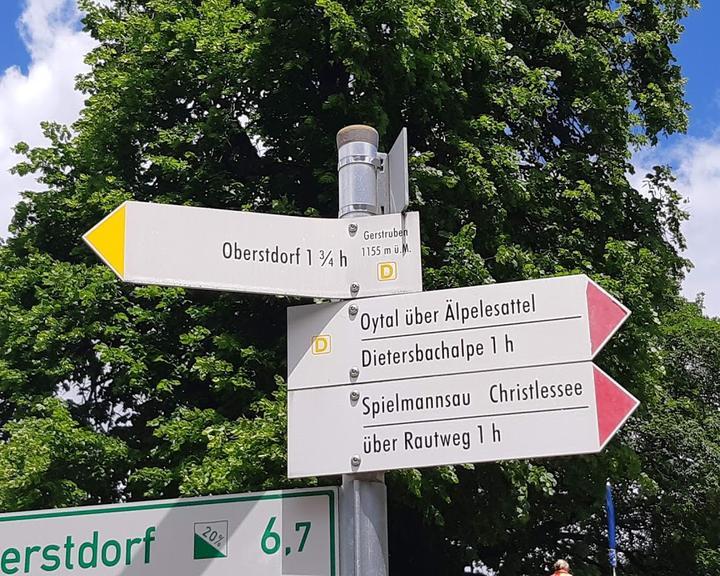 Gerstruben
1155 m ü.M.
Oberstdorf 1 ¾ h
D
Oytal über Älpelesattel
D
Dietersbachalpe 1 h
Spielmannsau Christlessee
über Rautweg 1 h
erstdorf 20% 6,7